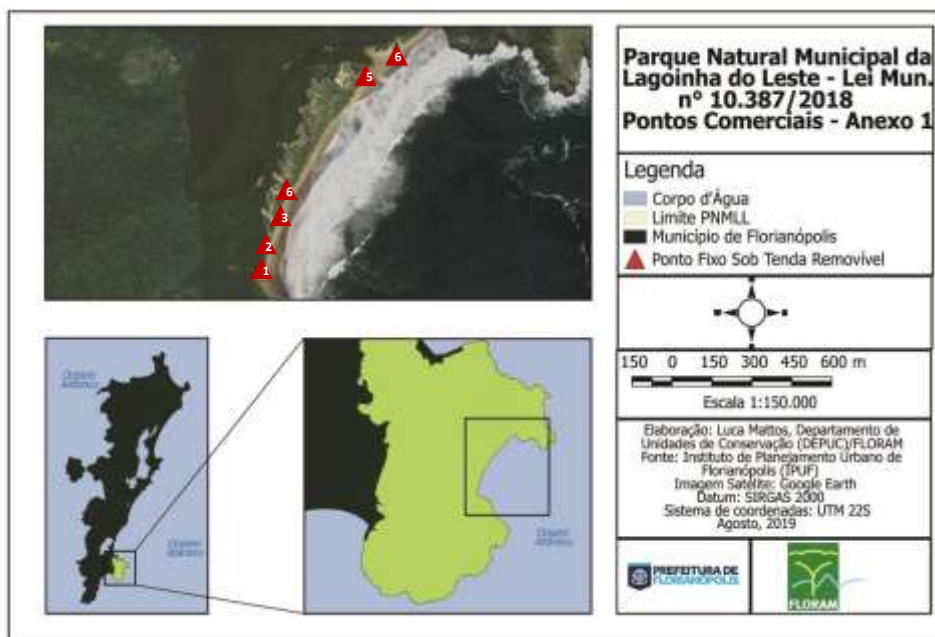 6
5
6
3
2
1
Parque Natural Municipal da
Lagoinha do Leste - Lei Mun.
n° 10.387/2018
Pontos Comerciais - Anexo 1
Legenda
Corpo d'Água
Limite PNMLL
Município de Florianópolis
Ponto Fixo Sob Tenda Removível
150 0 150 300 450 600 m
Escala 1:150.000
Elaboração: Luca Mattos, Departamento de
Unidades de Conservação (DEPUC)/FLORAM
Fonte: Instituto de Planejamento Urbano de
Florianópolis (IPUF)
Imagem Satélite: Google Earth
Datum: SIRGAS 2000
Sistema de coordenadas: UTM 22S
Agosto, 2019
PREFEITURA DE
FLORIANÓPOLIS
FLORAM
Oceano
Atlântico
Oceano
Atlântico
Oceano
Atlântico